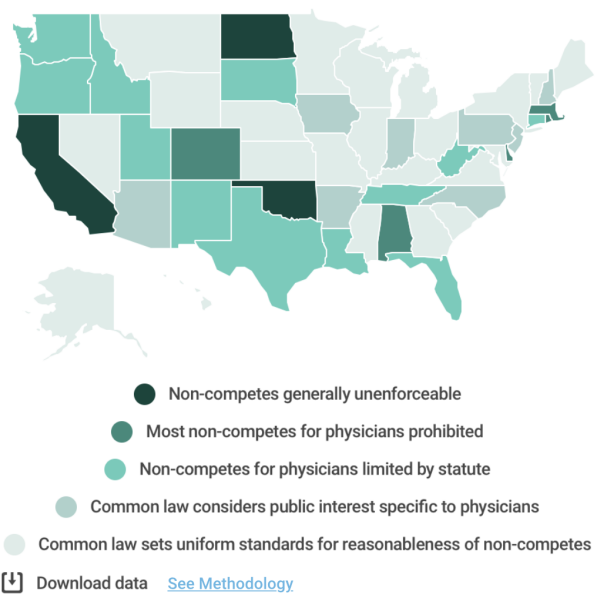 Non-competes generally unenforceable
Most non-competes for physicians prohibited
Non-competes for physicians limited by statute
Common law considers public interest specific to physicians
Common law sets uniform standards for reasonableness of non-competes
Download data See Methodology